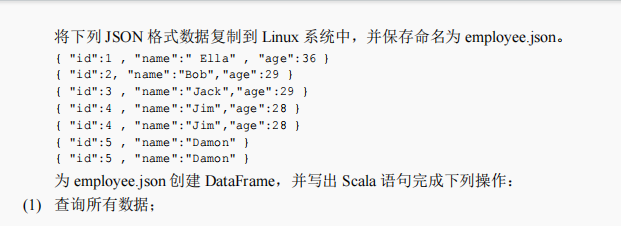 将下列 JSON 格式数据复制到 Linux 系统中，并保存命名为 employee.json。
{ "id":1 , "name":" Ella" , "age":36 }
{ "id":2, "name":"Bob","age":29 }
{ "id":3 , "name":"Jack","age":29 }
{ "id":4 , "name":"Jim","age":28 }
{ "id":4 , "name":"Jim","age":28 }
{ "id":5 , "name":"Damon" }
{ "id":5 , "name":"Damon" }
为 employee.json 创建 DataFrame，并写出 Scala 语句完成下列操作：
(1) 查询所有数据；